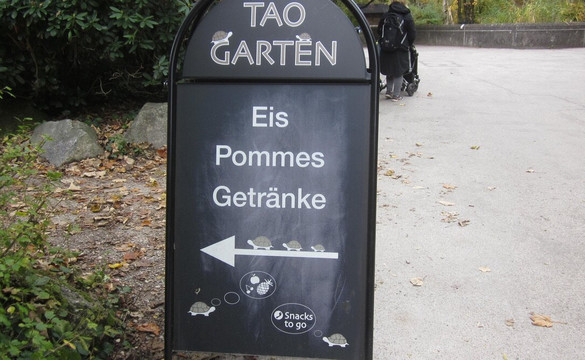 TAO
GARTEN
Eis
Pommes
Getränke
Snacks
to go